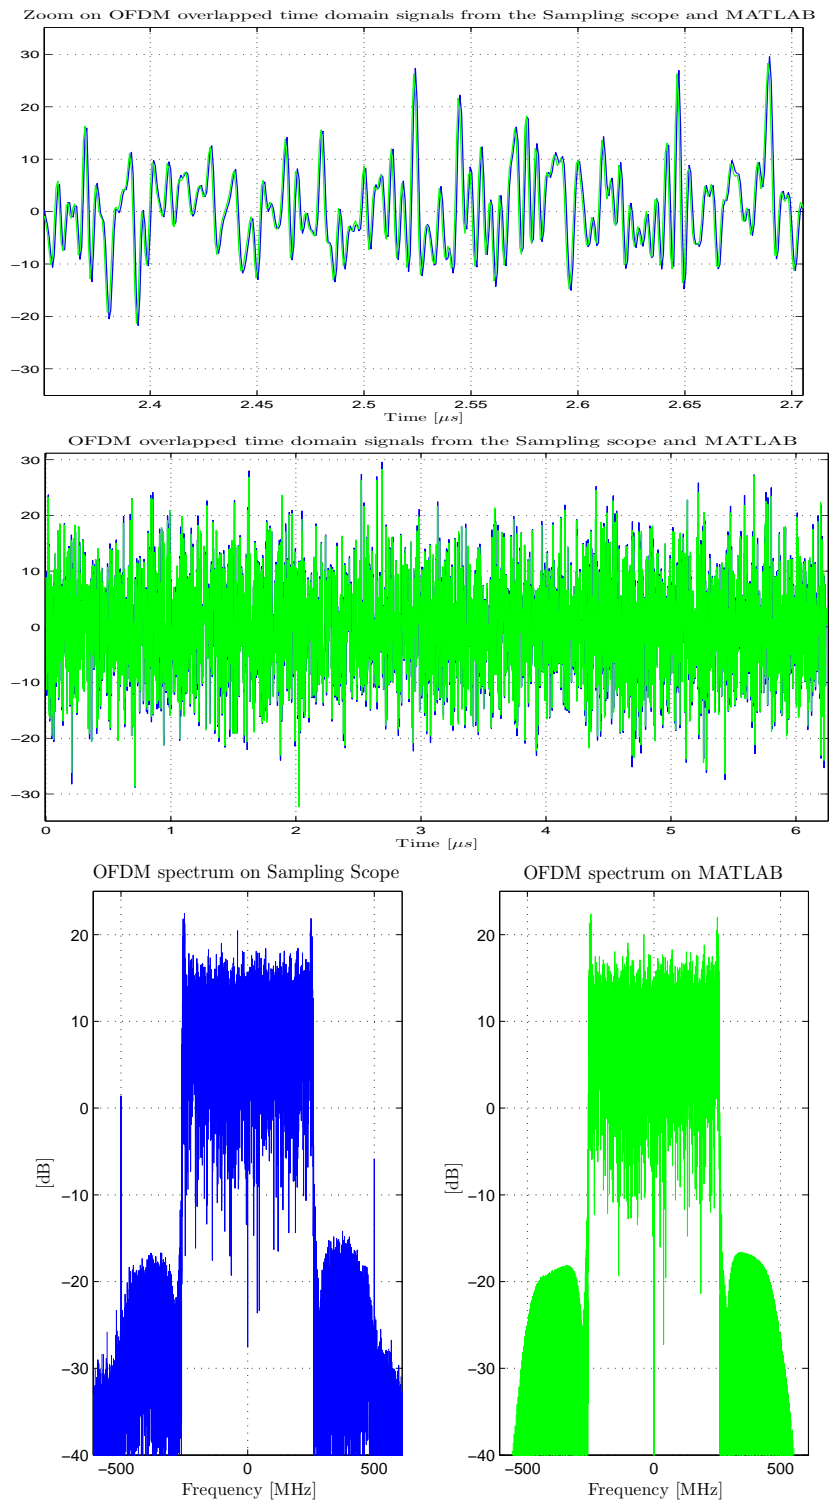 Zoom on OFDM overlapped time domain signals from the Sampling scope and MATLAB
30
20
10
0
−10
−20
−30
2.4 2.45 2.5 2.55 2.6 2.65 2.7
Time [μs]
OFDM overlapped time domain signals from the Sampling scope and MATLAB
30
20
10
0
−10
−20
−30
0 1 2 3 4 5 6
Time [μs]
OFDM spectrum on Sampling Scope
20
10
0
−10
−20
−30
−40
[dB]
−500 0 500
Frequency [MHz]
OFDM spectrum on MATLAB
20
10
0
−10
−20
−30
−40
[dB]
−500 0 500
Frequency [MHz]